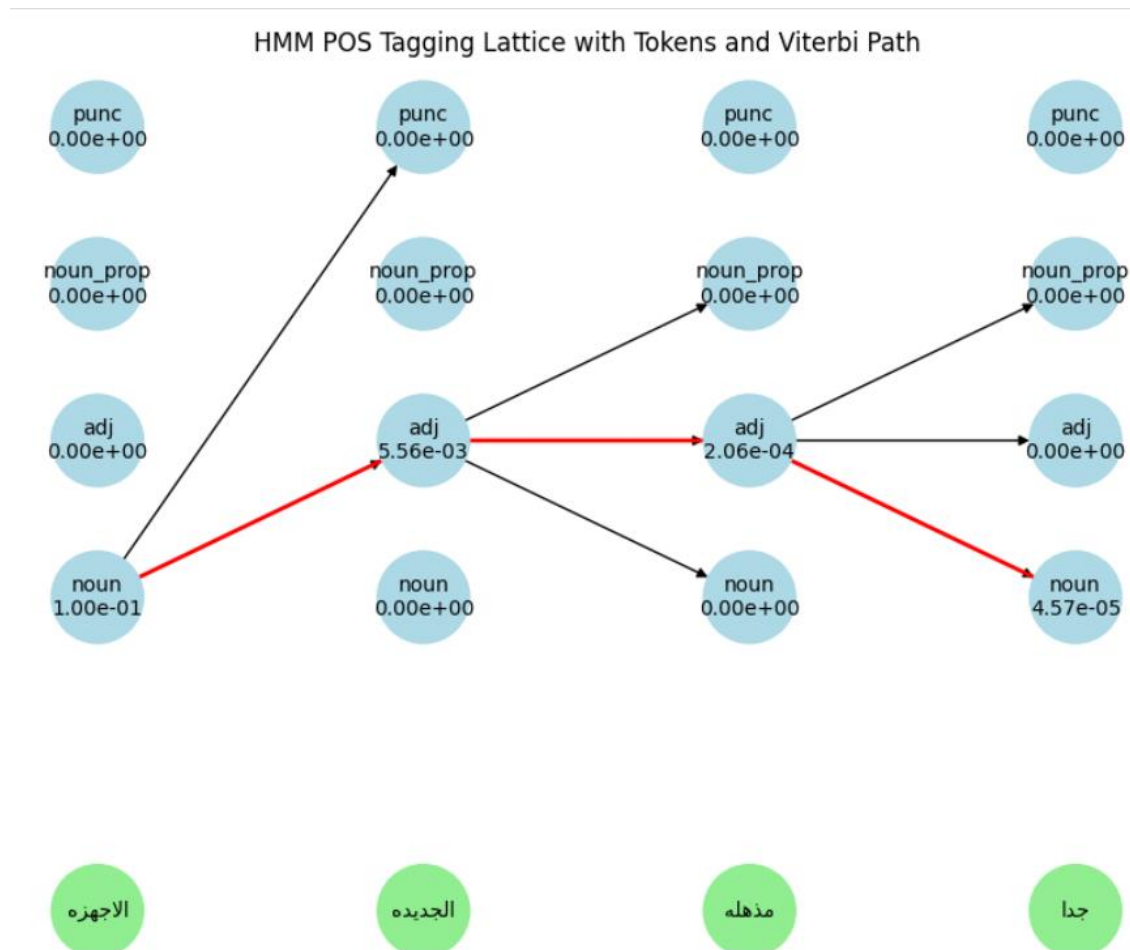 HMM POS Tagging Lattice with Tokens and Viterbi Path
punc
0.00e+00
punc
0.00e+00
punc
0.00e+00
punc
0.00e+00
noun_prop
0.00e+00
noun_prop
0.00e+00
noun_prop
0.00e+00
noun_prop
0.00e+00
adj
0.00e+00
adj
5.56e-03
adj
2.06e-04
adj
0.00e+00
noun
1.00e-01
noun
0.00e+00
noun
0.00e+00
noun
4.57e-05
الاجهزه
الجديده
مذهله
جدا